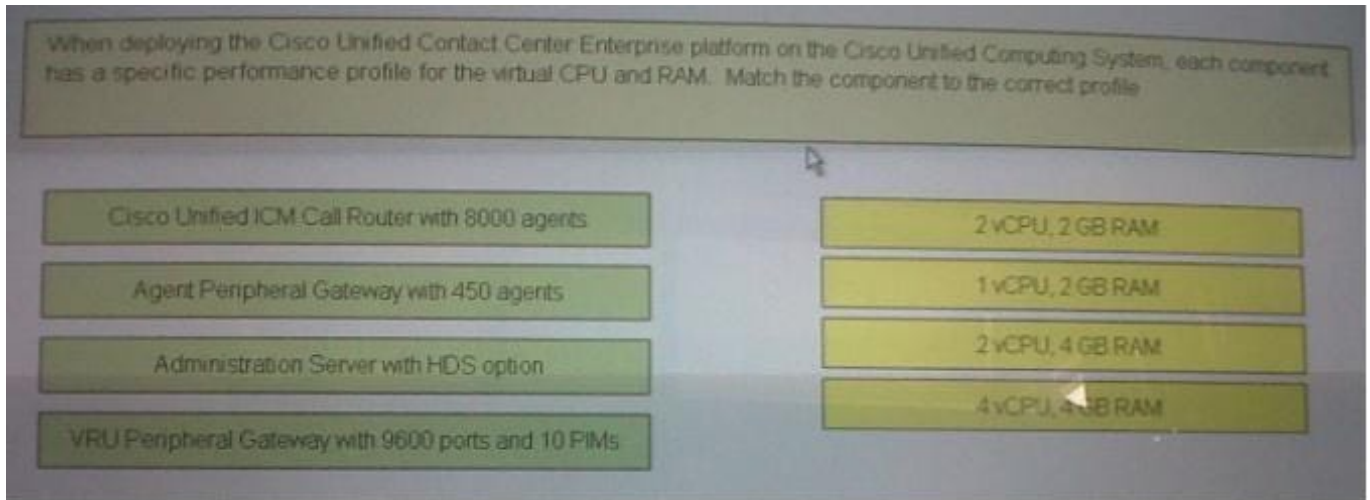 When deploying the Cisco Unified Contact Center Enterprise platform on the Cisco Unified Computing System, each component
has a specific performance profile for the virtual CPU and RAM. Match the component to the correct profile
Cisco Unified ICM Call Router with 8000 agents
Agent Peripheral Gateway with 450 agents
Administration Server with HDS option
VRU Peripheral Gateway with 9600 ports and 10 PIMs
2 vCPU, 2 GB RAM
1 vCPU, 2 GB RAM
2 vCPU, 4 GB RAM
4 vCPU, 4 GB RAM